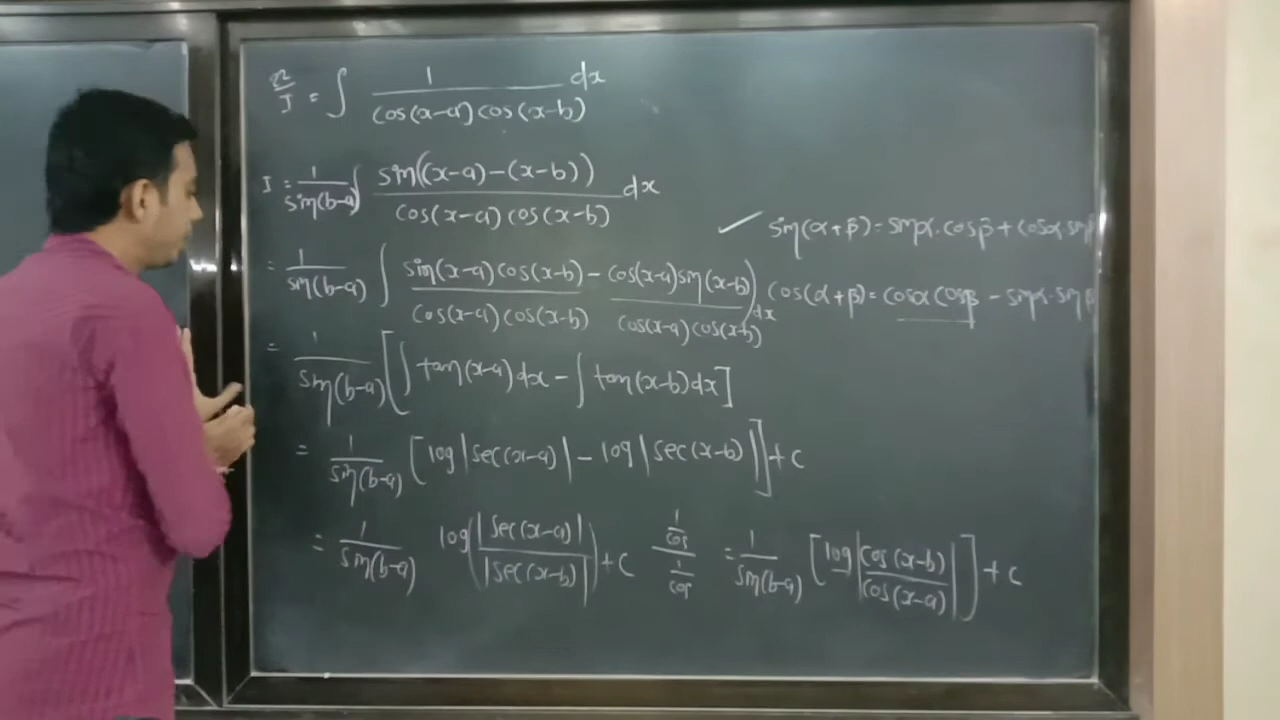 I = ∫ 1 / cos(x-a) cos(x-b) dx
I = 1/sin(b-a) ∫ sin((x-a)-(x-b)) / cos(x-a) cos(x-b) dx
sin(α+β) = sinα.cosβ + cosα sinβ
= 1/sin(b-a) ∫ sin(x-a) cos(x-b) / cos(x-a) cos(x-b) - cos(x-a) sin(x-b) / cos(x-a) cos(x-b) dx
cos(α+β) = cosα cosβ - sinα.sinβ
= 1/sin(b-a) [∫ tan(x-a) dx - ∫ tan(x-b) dx]
= 1/sin(b-a) [log|sec(x-a)| - log|sec(x-b)|] + c
= 1/sin(b-a) log(|sec(x-a)| / |sec(x-b)|) + c
1/cos / 1/cos
= 1/sin(b-a) [log|cos(x-b) / cos(x-a)|] + c